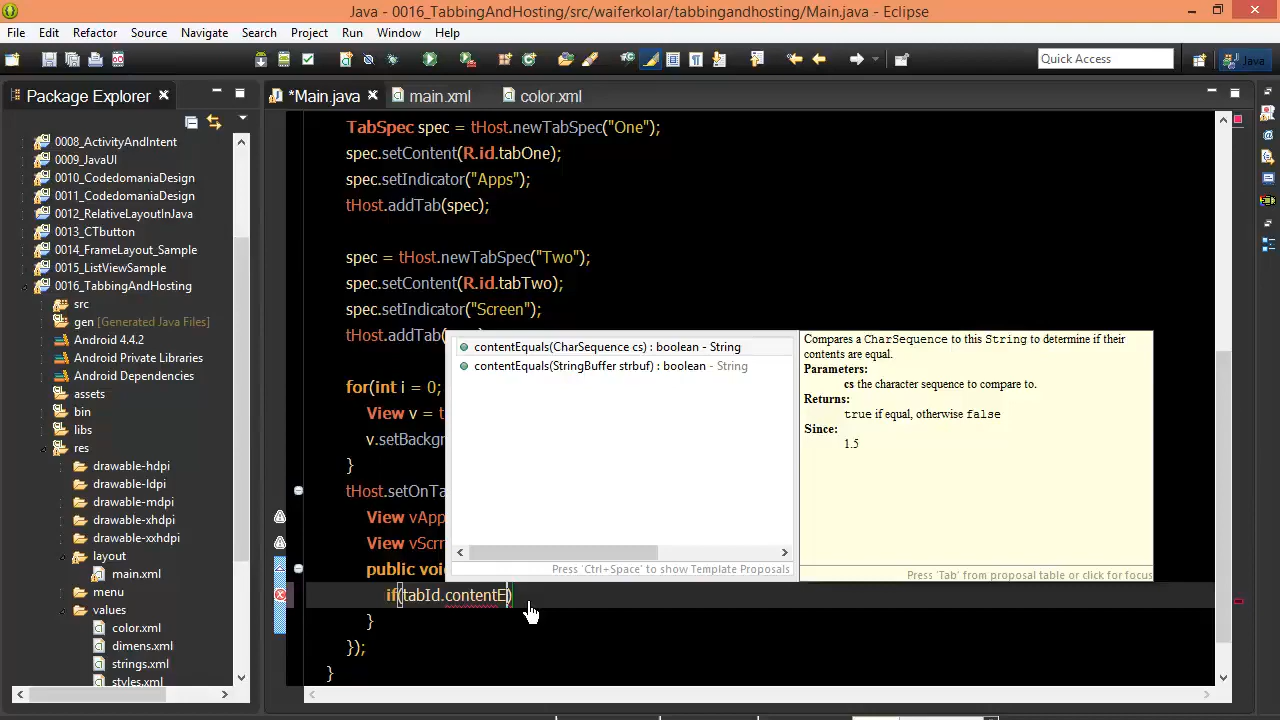 Java - 0016_TabbingAndHosting/src/waiferkolar/tabbingandhosting/Main.java - Eclipse
File Edit Refactor Source Navigate Search Project Run Window Help
Quick Access
Java
Package Explorer
*Main.java main.xml color.xml
0008_ActivityAndIntent
0009_JavaUI
0010_CodedomaniaDesign
0011_CodedomaniaDesign
0012_RelativeLayoutInJava
0013_CTbutton
0014_FrameLayout_Sample
0015_ListViewSample
0016_TabbingAndHosting
src
gen [Generated Java Files]
Android 4.4.2
Android Private Libraries
Android Dependencies
assets
bin
libs
res
drawable-hdpi
drawable-ldpi
drawable-mdpi
drawable-xhdpi
drawable-xxhdpi
layout
main.xml
menu
values
color.xml
dimens.xml
strings.xml
styles.xml
TabSpec spec = tHost.newTabSpec("One");
spec.setContent(R.id.tabOne);
spec.setIndicator("Apps");
tHost.addTab(spec);
spec = tHost.newTabSpec("Two");
spec.setContent(R.id.tabTwo);
spec.setIndicator("Screen");
tHost.addTab(
for(int i = 0;
View v = t
v.setBackgr
}
tHost.setOnTa
View vApp
View vScr
public voi
if(tabId.contentE)
}
});
}
contentEquals(CharSequence cs) : boolean - String
contentEquals(StringBuffer strbuf) : boolean - String
Press 'Ctrl+Space' to show Template Proposals
Compares a CharSequence to this String to determine if their
contents are equal.
Parameters:
cs the character sequence to compare to.
Returns:
true if equal, otherwise false
Since:
1.5
Press 'Tab' from proposal table or click for focus